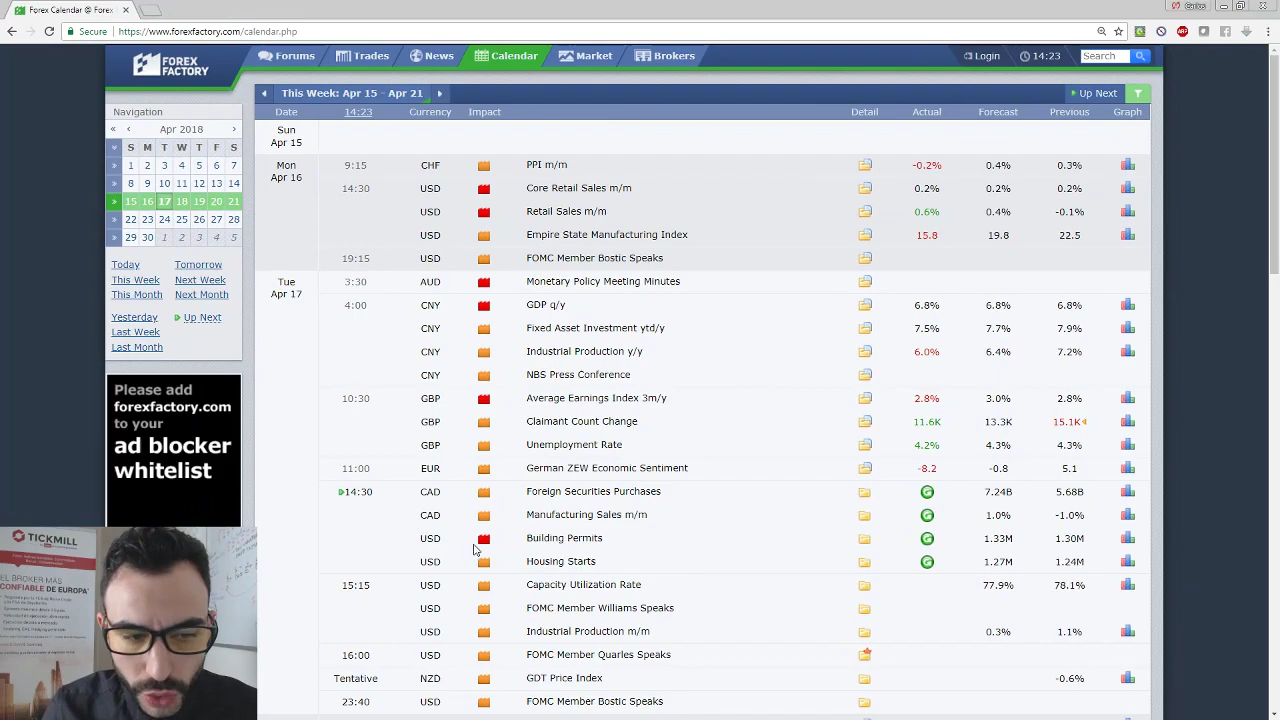 Forex Calendar @ Forex
Carlos
Secure
https://www.forexfactory.com/calendar.php
FOREX FACTORY
Forums Trades News Calendar Market Brokers Login 14:23 Search
Navigation
Apr 2018
S M T W T F S
1 2 3 4 5 6 7
8 9 10 11 12 13 14
15 16 17 18 19 20 21
22 23 24 25 26 27 28
29 30 1 2 3 4 5
Today Tomorrow
This Week Next Week
This Month Next Month
Yesterday Up Next
Last Week
Last Month
Please add
forexfactory.com
to your
ad blocker
whitelist
This Week: Apr 15 - Apr 21 Up Next
Date 14:23 Currency Impact Detail Actual Forecast Previous Graph
Sun
Apr 15
Mon
Apr 16
9:15 CHF PPI m/m -0.2% 0.4% 0.3%
14:30 USD Core Retail Sales m/m 0.2% 0.2% 0.2%
USD Retail Sales m/m 0.6% 0.4% -0.1%
USD Empire State Manufacturing Index 15.8 19.8 22.5
19:15 USD FOMC Member Bostic Speaks
Tue
Apr 17
3:30 AUD Monetary Policy Meeting Minutes
4:00 CNY GDP q/y 6.8% 6.8% 6.8%
CNY Fixed Asset Investment ytd/y 7.5% 7.7% 7.9%
CNY Industrial Production y/y 6.0% 6.4% 7.2%
CNY NBS Press Conference
10:30 GBP Average Earnings Index 3m/y 2.8% 3.0% 2.8%
GBP Claimant Count Change 11.6K 13.3K 15.1K
GBP Unemployment Rate 4.2% 4.3% 4.3%
11:00 EUR German ZEW Economic Sentiment -8.2 -0.8 5.1
14:30 CAD Foreign Securities Purchases 7.24B 5.68B
CAD Manufacturing Sales m/m 1.0% -1.0%
USD Building Permits 1.33M 1.30M
USD Housing Starts 1.27M 1.24M
15:15 USD Capacity Utilization Rate 77.9% 78.1%
USD FOMC Member Williams Speaks
USD Industrial Production m/m 0.3% 1.1%
16:00 USD FOMC Member Quarles Speaks
Tentative NZD GDT Price Index -0.6%
23:40 USD FOMC Member Bostic Speaks
TICKMILL
EL BROKER MÁS
CONFIABLE DE EUROPA